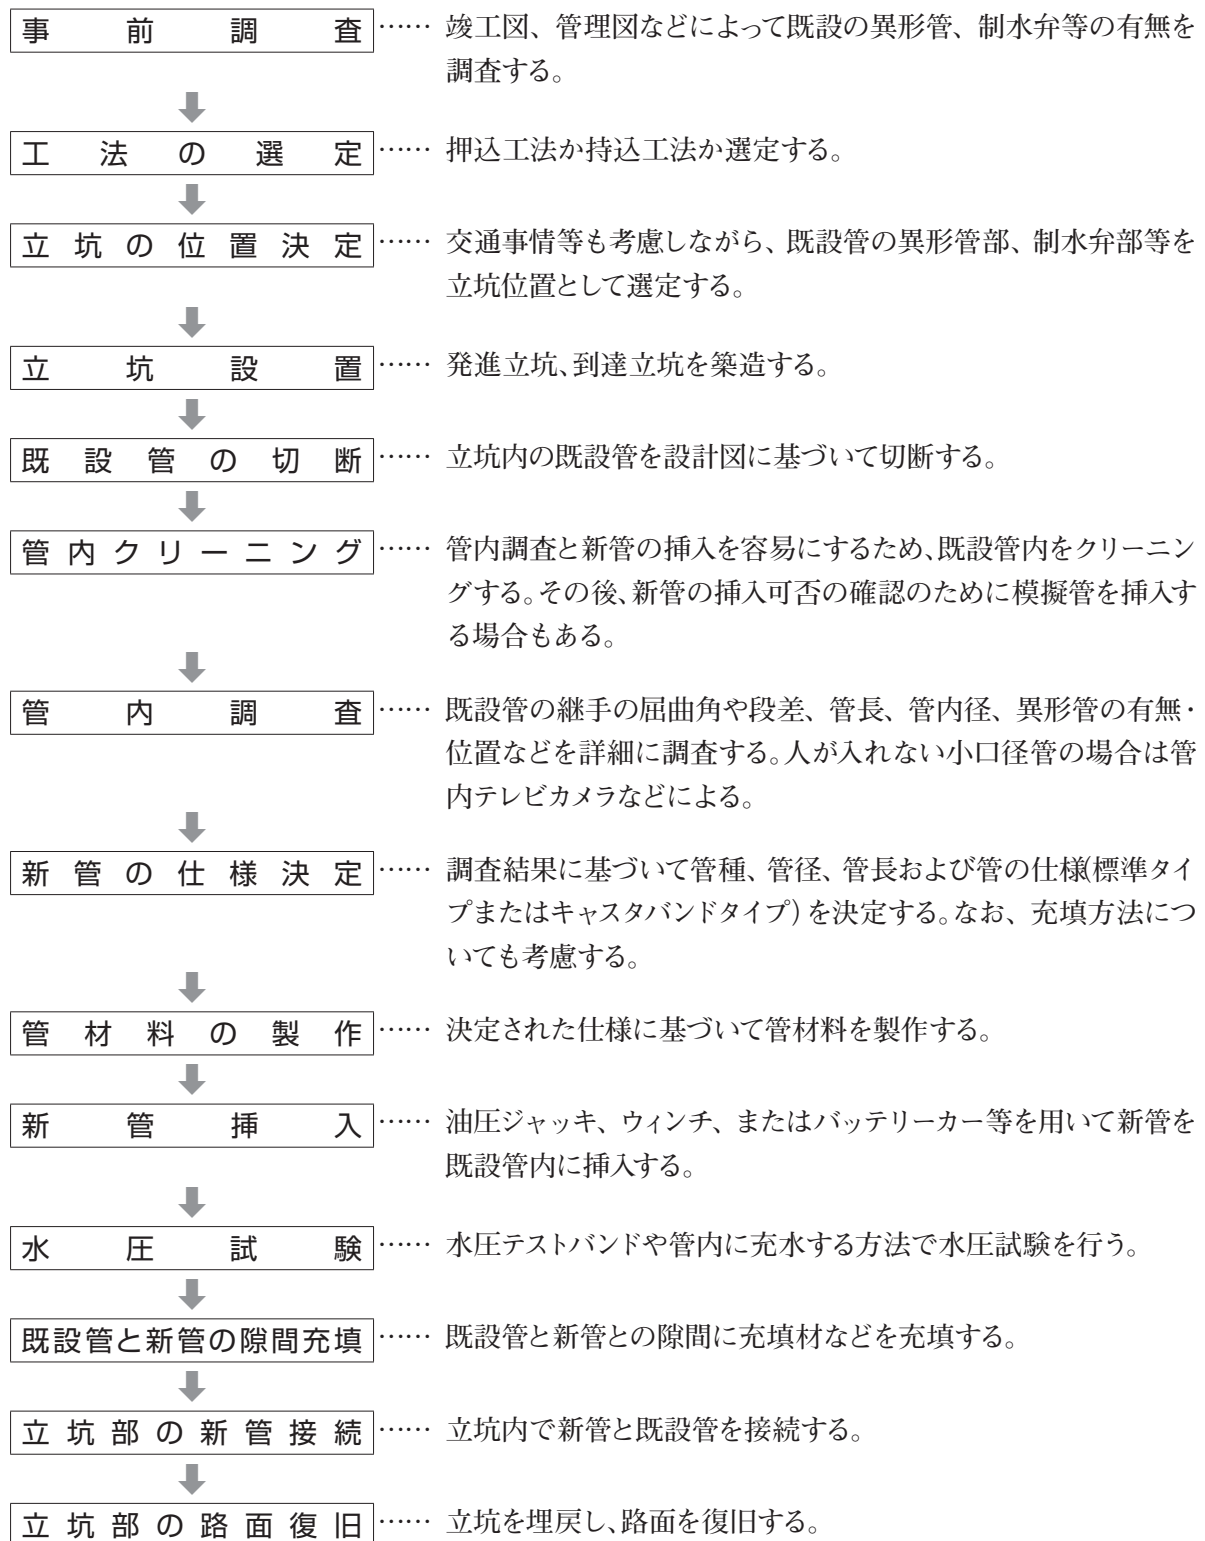 事前調査…… 竣工図、管理図などによって既設の異形管、制水弁等の有無を
調査する。
工法の選定…… 押込工法か持込工法か選定する。
立坑の位置決定…… 交通事情等も考慮しながら、既設管の異形管部、制水弁部等を
立坑位置として選定する。
立坑設置…… 発進立坑、到達立坑を築造する。
既設管の切断…… 立坑内の既設管を設計図に基づいて切断する。
管内クリーニング…… 管内調査と新管の挿入を容易にするため、既設管内をクリーニン
グする。その後、新管の挿入可否の確認のために模擬管を挿入す
る場合もある。
管内調査…… 既設管の継手の屈曲角や段差、管長、管内径、異形管の有無・
位置などを詳細に調査する。人が入れない小口径管の場合は管
内テレビカメラなどによる。
新管の仕様決定…… 調査結果に基づいて管種、管径、管長および管の仕様(標準タイ
プまたはキャスタバンドタイプ)を決定する。なお、充填方法につ
いても考慮する。
管材料の製作…… 決定された仕様に基づいて管材料を製作する。
新管挿入…… 油圧ジャッキ、ウィンチ、またはバッテリーカー等を用いて新管を
既設管内に挿入する。
水圧試験…… 水圧テストバンドや管内に充水する方法で水圧試験を行う。
既設管と新管の隙間充填…… 既設管と新管との隙間に充填材などを充填する。
立坑部の新管接続…… 立坑内で新管と既設管を接続する。
立坑部の路面復旧…… 立坑を埋戻し、路面を復旧する。